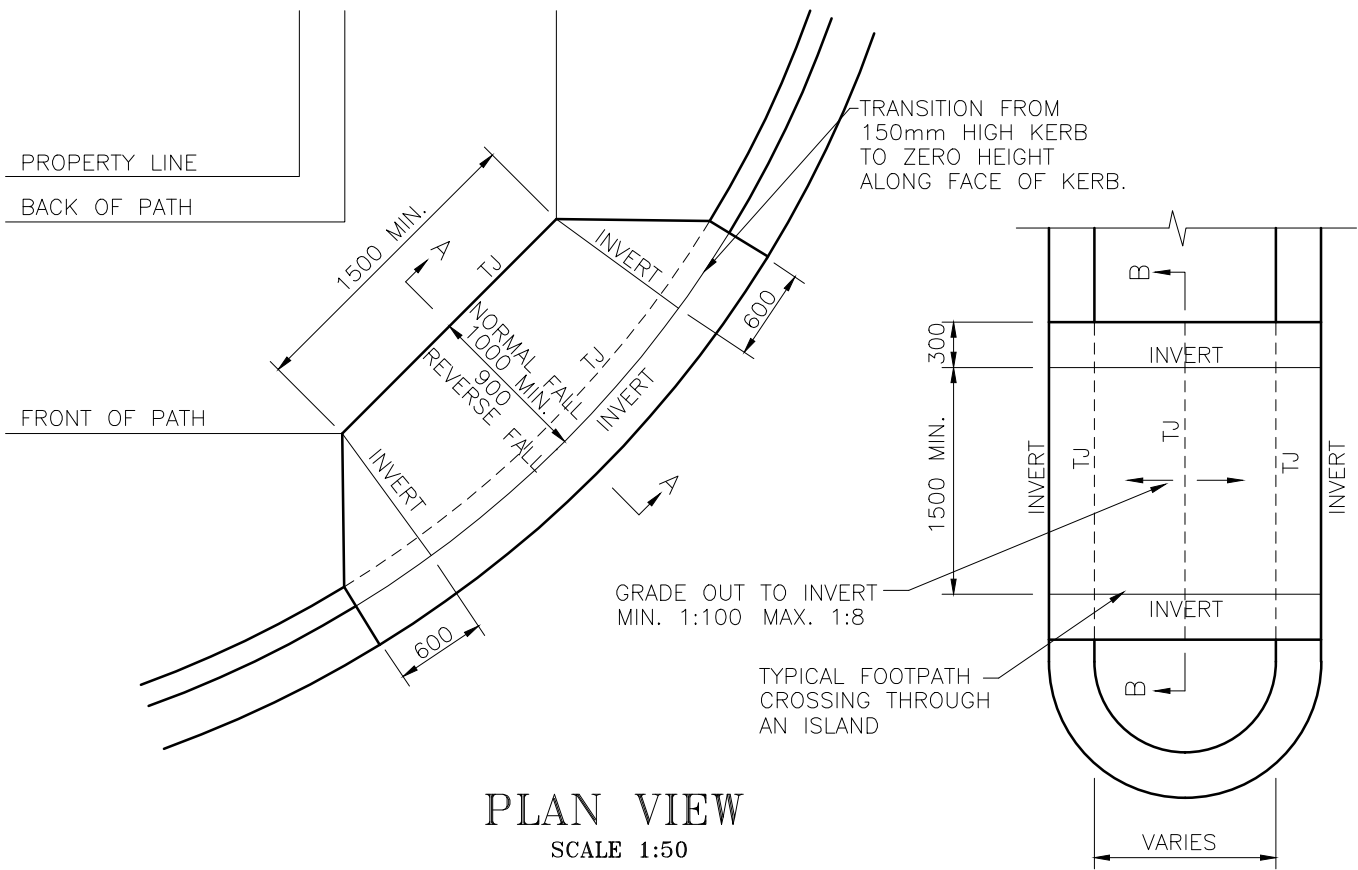 TRANSITION FROM
150mm HIGH KERB
TO ZERO HEIGHT
ALONG FACE OF KERB.
PROPERTY LINE
BACK OF PATH
1500 MIN.
A
TJ
INVERT
600
NORMAL FALL
1000 MIN.
900
REVERSE FALL
TJ
INVERT
FRONT OF PATH
INVERT
A
600
B
300
INVERT
1500 MIN.
INVERT
TJ
TJ
TJ
INVERT
GRADE OUT TO INVERT
MIN. 1:100 MAX. 1:8
INVERT
TYPICAL FOOTPATH
CROSSING THROUGH
AN ISLAND
B
VARIES
PLAN VIEW
SCALE 1:50